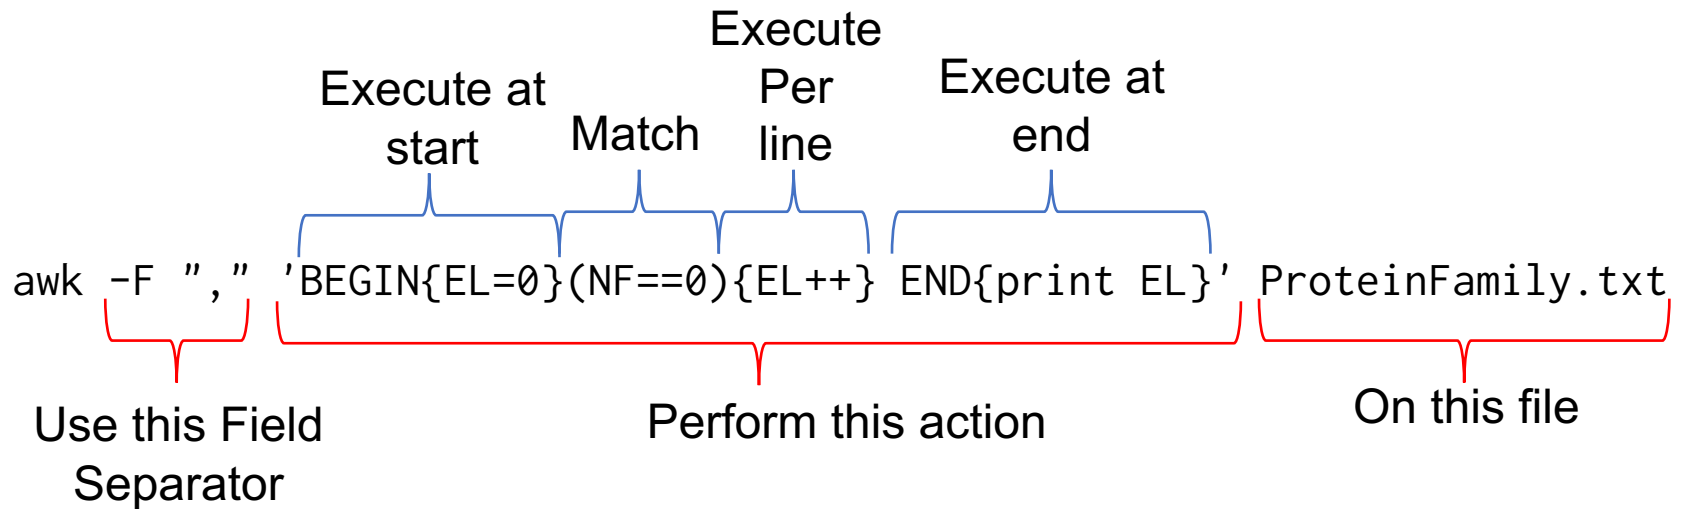 Execute
Per
line
Execute at
start
Match
Execute at
end
awk -F "," 'BEGIN{EL=0}(NF==0){EL++} END{print EL}' ProteinFamily.txt
Use this Field
Separator
Perform this action
On this file